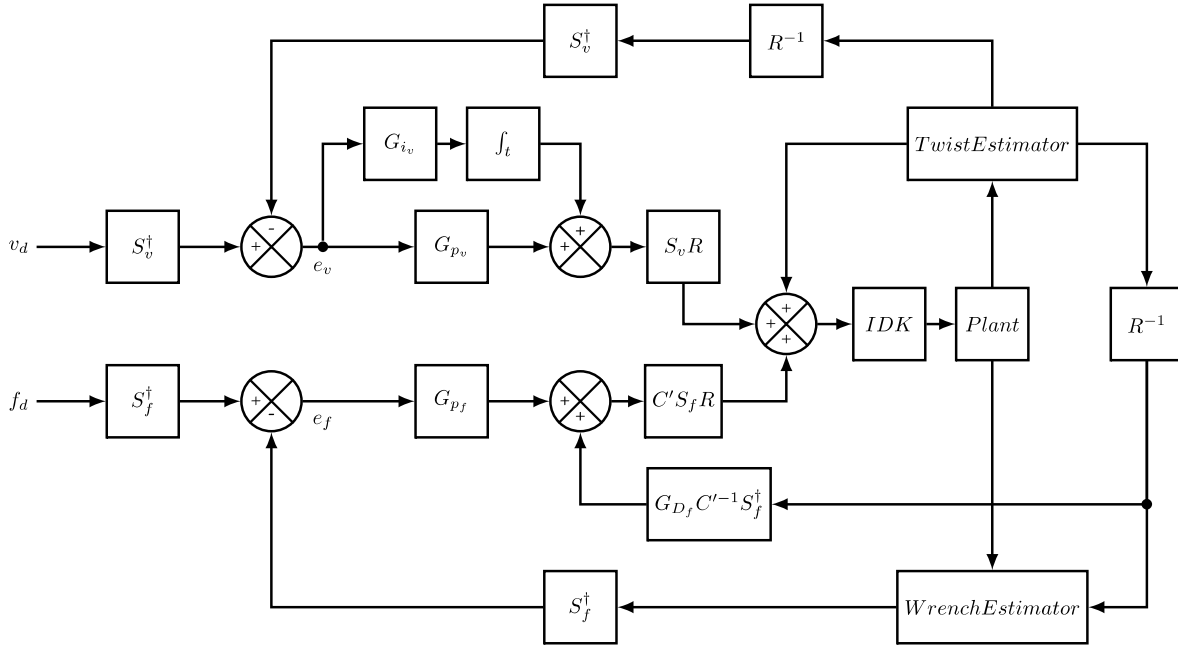 S_v^† R^{-1}
G_{i_v} ∫_t TwistEstimator
-
+
v_d S_v^† + G_{p_v} + S_vR
e_v
+
+ IDK Plant R^{-1}
+
f_d S_f^† + G_{p_f} + C'S_fR
- +
e_f
G_{D_f}C'^{-1}S_f^†
S_f^† WrenchEstimator